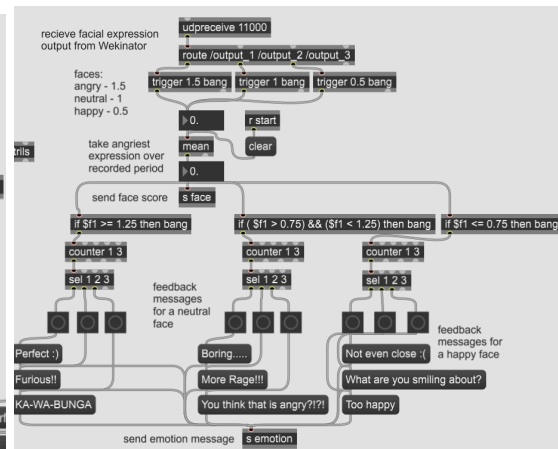 recieve facial expression
output from Wekinator
udpreceive 11000
route /output_1 /output_2 /output_3
faces:
angry - 1.5
neutral - 1
happy - 0.5
trigger 1.5 bang
trigger 1 bang
trigger 0.5 bang
0.
r start
take angriest
expression over
recorded period
mean
clear
trils
0.
send face score
s face
if $f1 >= 1.25 then bang
if ( $f1 > 0.75) && ($f1 < 1.25) then bang
if $f1 <= 0.75 then bang
counter 1 3
counter 1 3
counter 1 3
sel 1 2 3
sel 1 2 3
sel 1 2 3
feedback
messages
for a neutral
face
feedback
messages for
a happy face
Perfect :)
Boring.....
Not even close :(
Furious!!
More Rage!!!
What are you smiling about?
KA-WA-BUNGA
You think that is angry?!?!
Too happy
send emotion message
s emotion